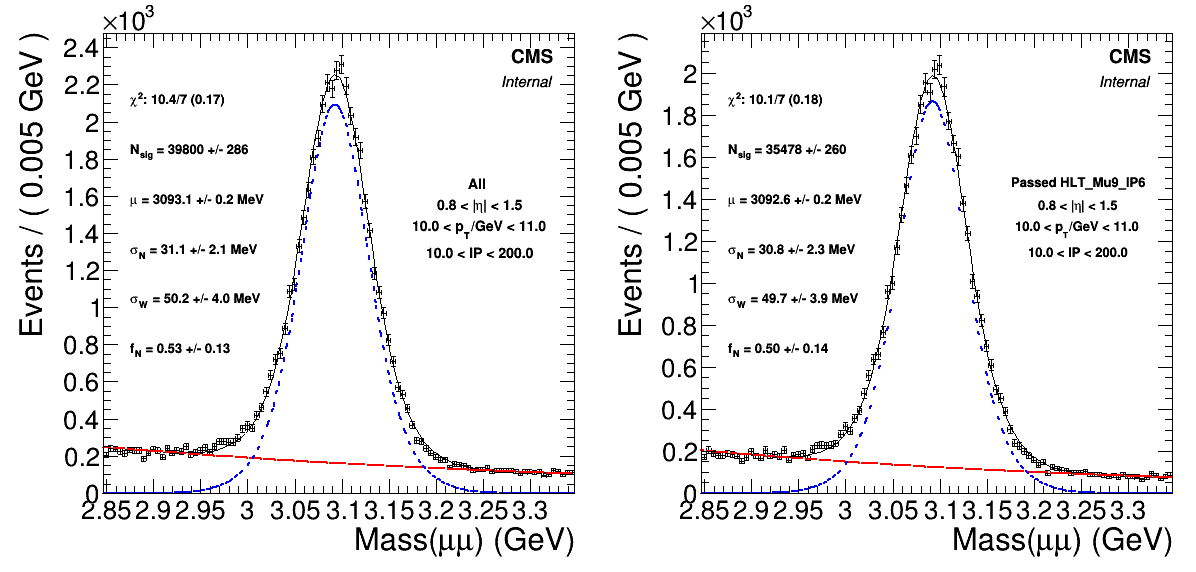 ×10³
Events / ( 0.005 GeV )
2.4
2.2
2
1.8
1.6
1.4
1.2
1
0.8
0.6
0.4
0.2
0
CMS
Internal
χ²: 10.4/7 (0.17)
N_sig = 39800 +/- 286
μ = 3093.1 +/- 0.2 MeV
σ_N = 31.1 +/- 2.1 MeV
σ_W = 50.2 +/- 4.0 MeV
f_N = 0.53 +/- 0.13
All
0.8 < |η| < 1.5
10.0 < p_T/GeV < 11.0
10.0 < IP < 200.0
2.85 2.9 2.95 3 3.05 3.1 3.15 3.2 3.25 3.3
Mass(μμ) (GeV)
×10³
Events / ( 0.005 GeV )
2
1.8
1.6
1.4
1.2
1
0.8
0.6
0.4
0.2
0
CMS
Internal
χ²: 10.1/7 (0.18)
N_sig = 35478 +/- 260
μ = 3092.6 +/- 0.2 MeV
σ_N = 30.8 +/- 2.3 MeV
σ_W = 49.7 +/- 3.9 MeV
f_N = 0.50 +/- 0.14
Passed HLT_Mu9_IP6
0.8 < |η| < 1.5
10.0 < p_T/GeV < 11.0
10.0 < IP < 200.0
2.85 2.9 2.95 3 3.05 3.1 3.15 3.2 3.25 3.3
Mass(μμ) (GeV)